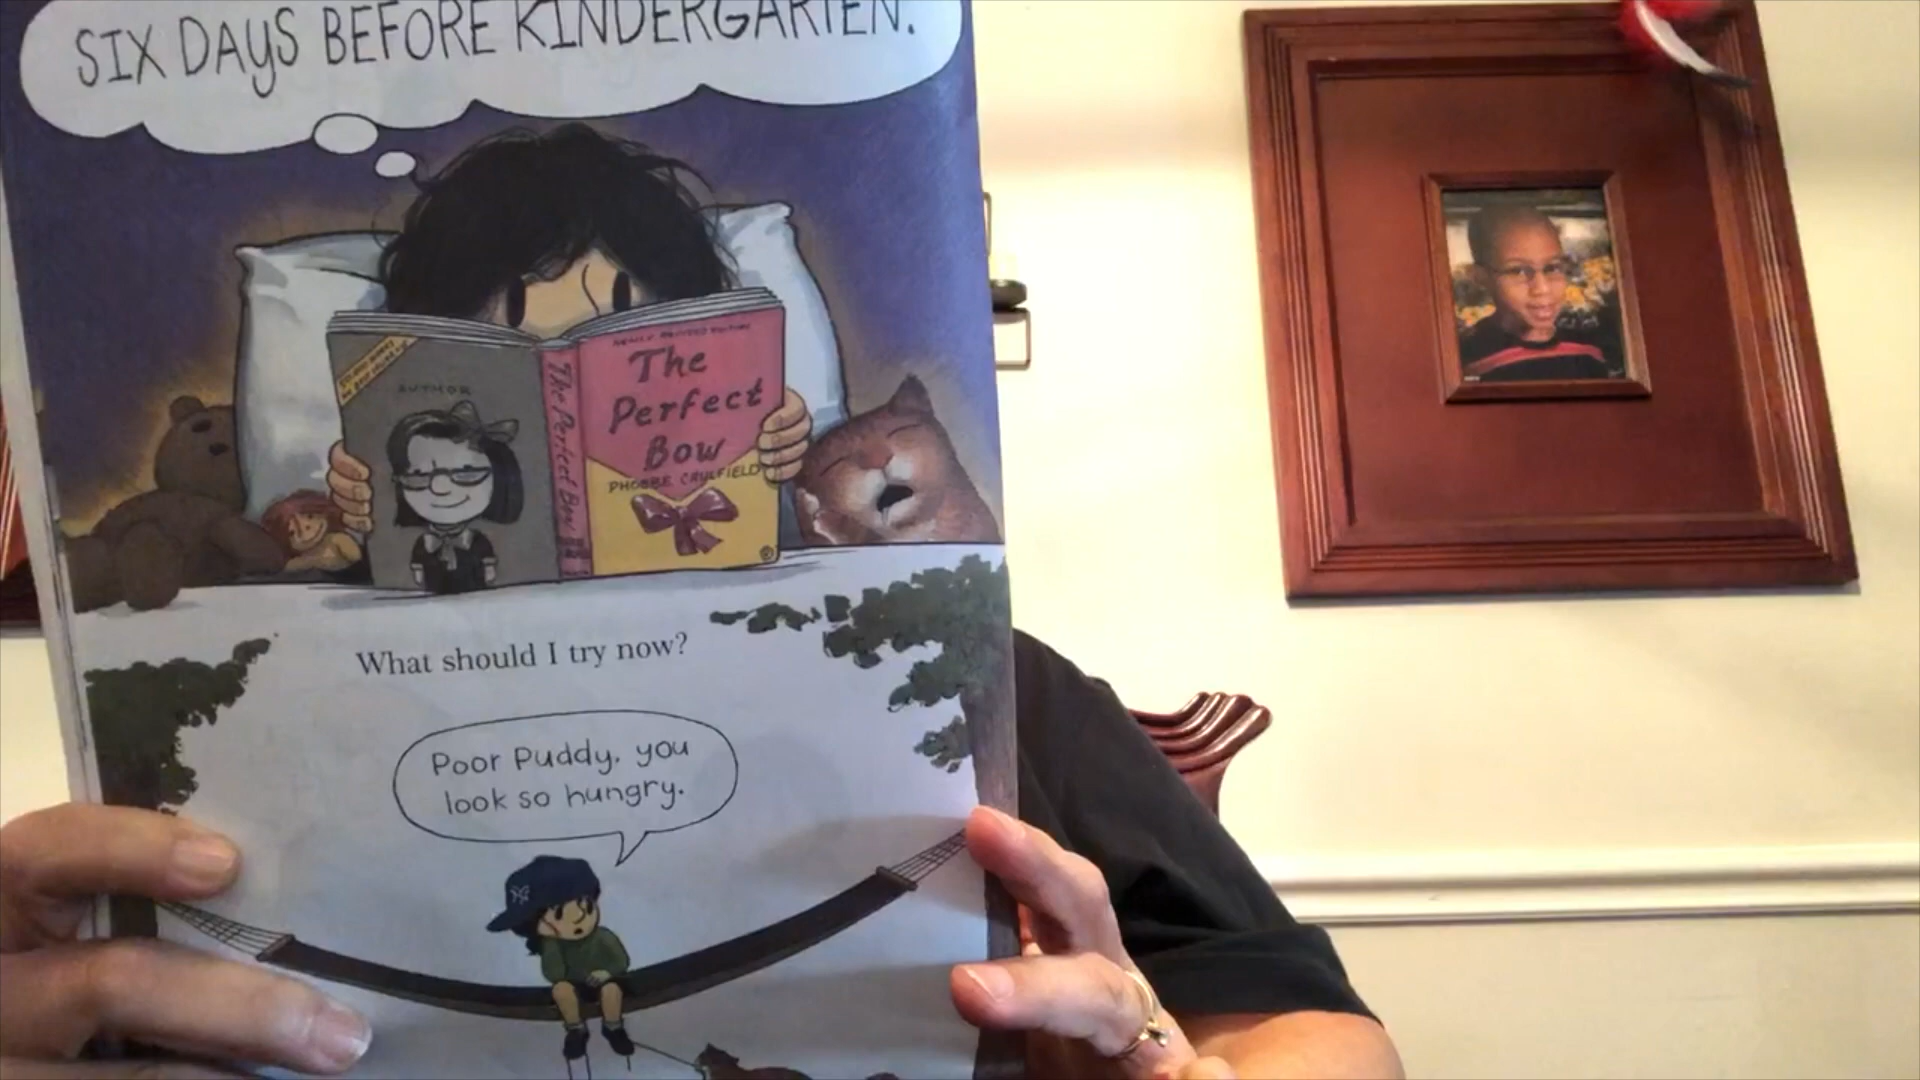 SIX DAYS BEFORE KINDERGARTEN.
AUTHOR
The Perfect Bow
The
Perfect
Bow
PHOEBE CAULFIELD
What should I try now?
Poor Puddy, you
look so hungry.